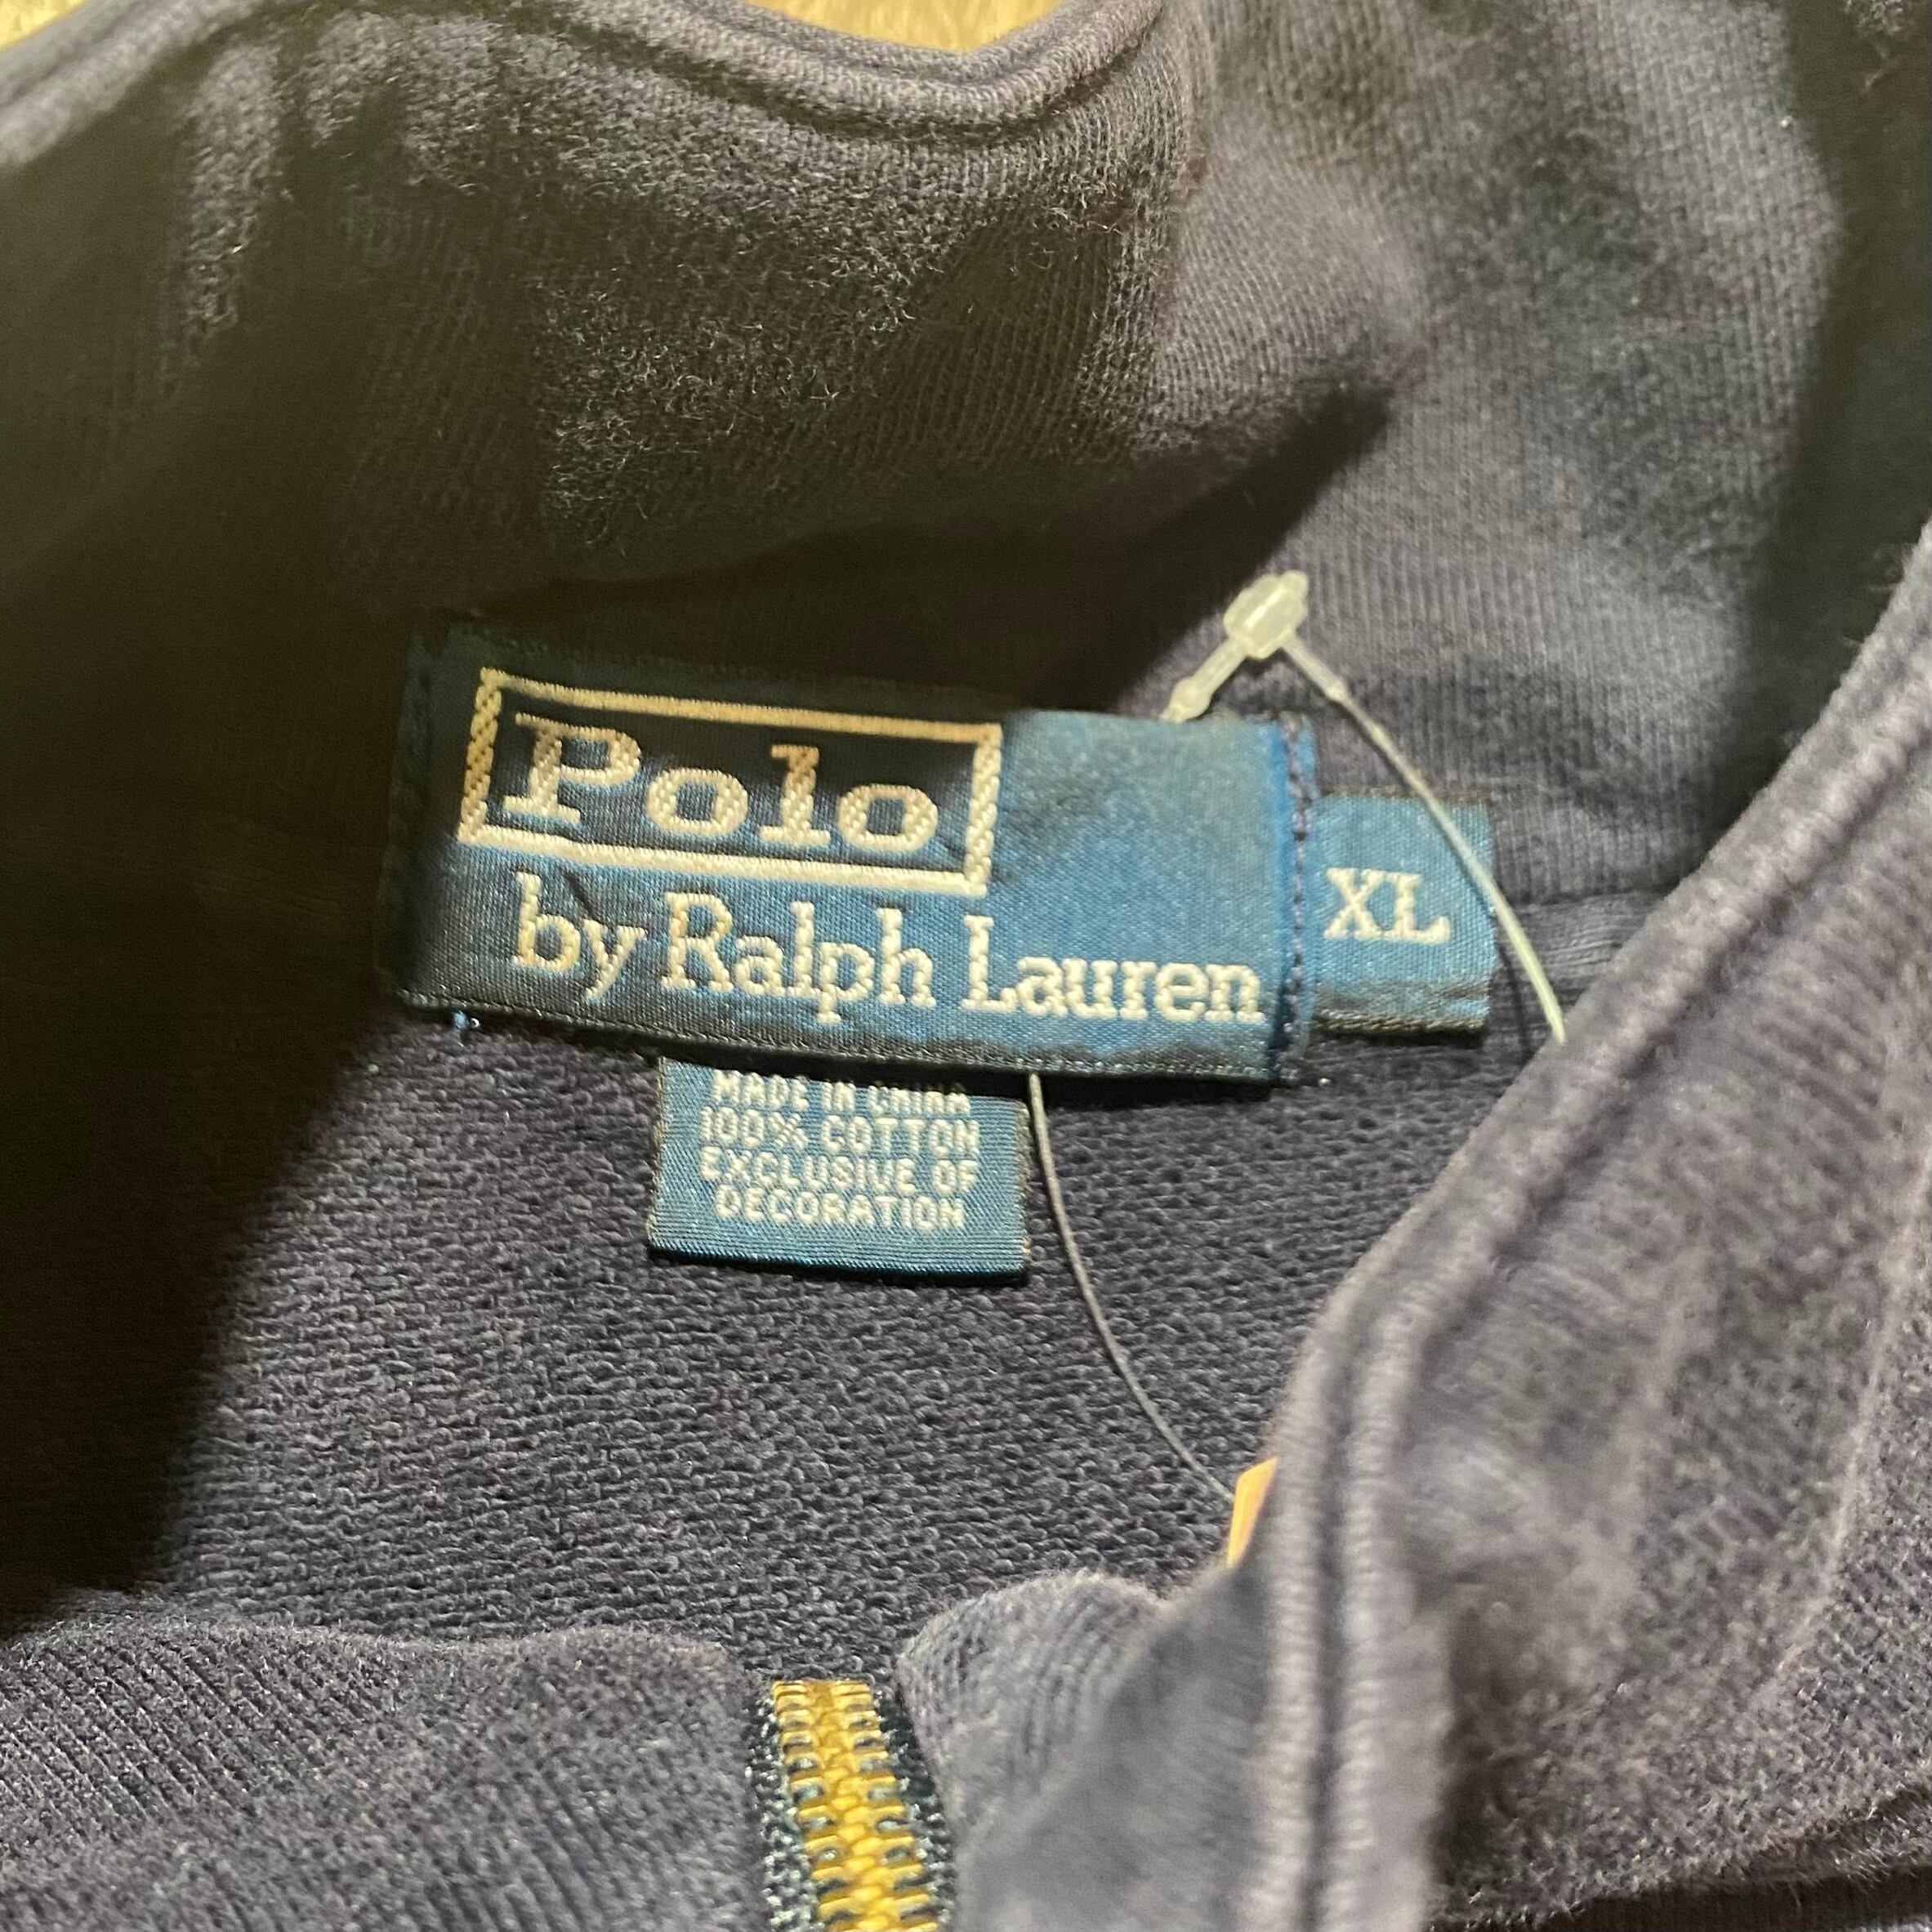 Polo
by Ralph Lauren
XL
MADE IN CHINA
100% COTTON
EXCLUSIVE OF
DECORATION